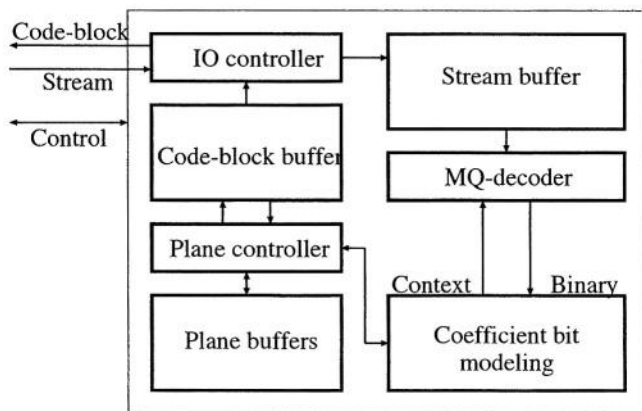 Code-block
IO controller
Stream
Stream buffer
Control
Code-block buffer
MQ-decoder
Plane controller
Context
Binary
Plane buffers
Coefficient bit
modeling